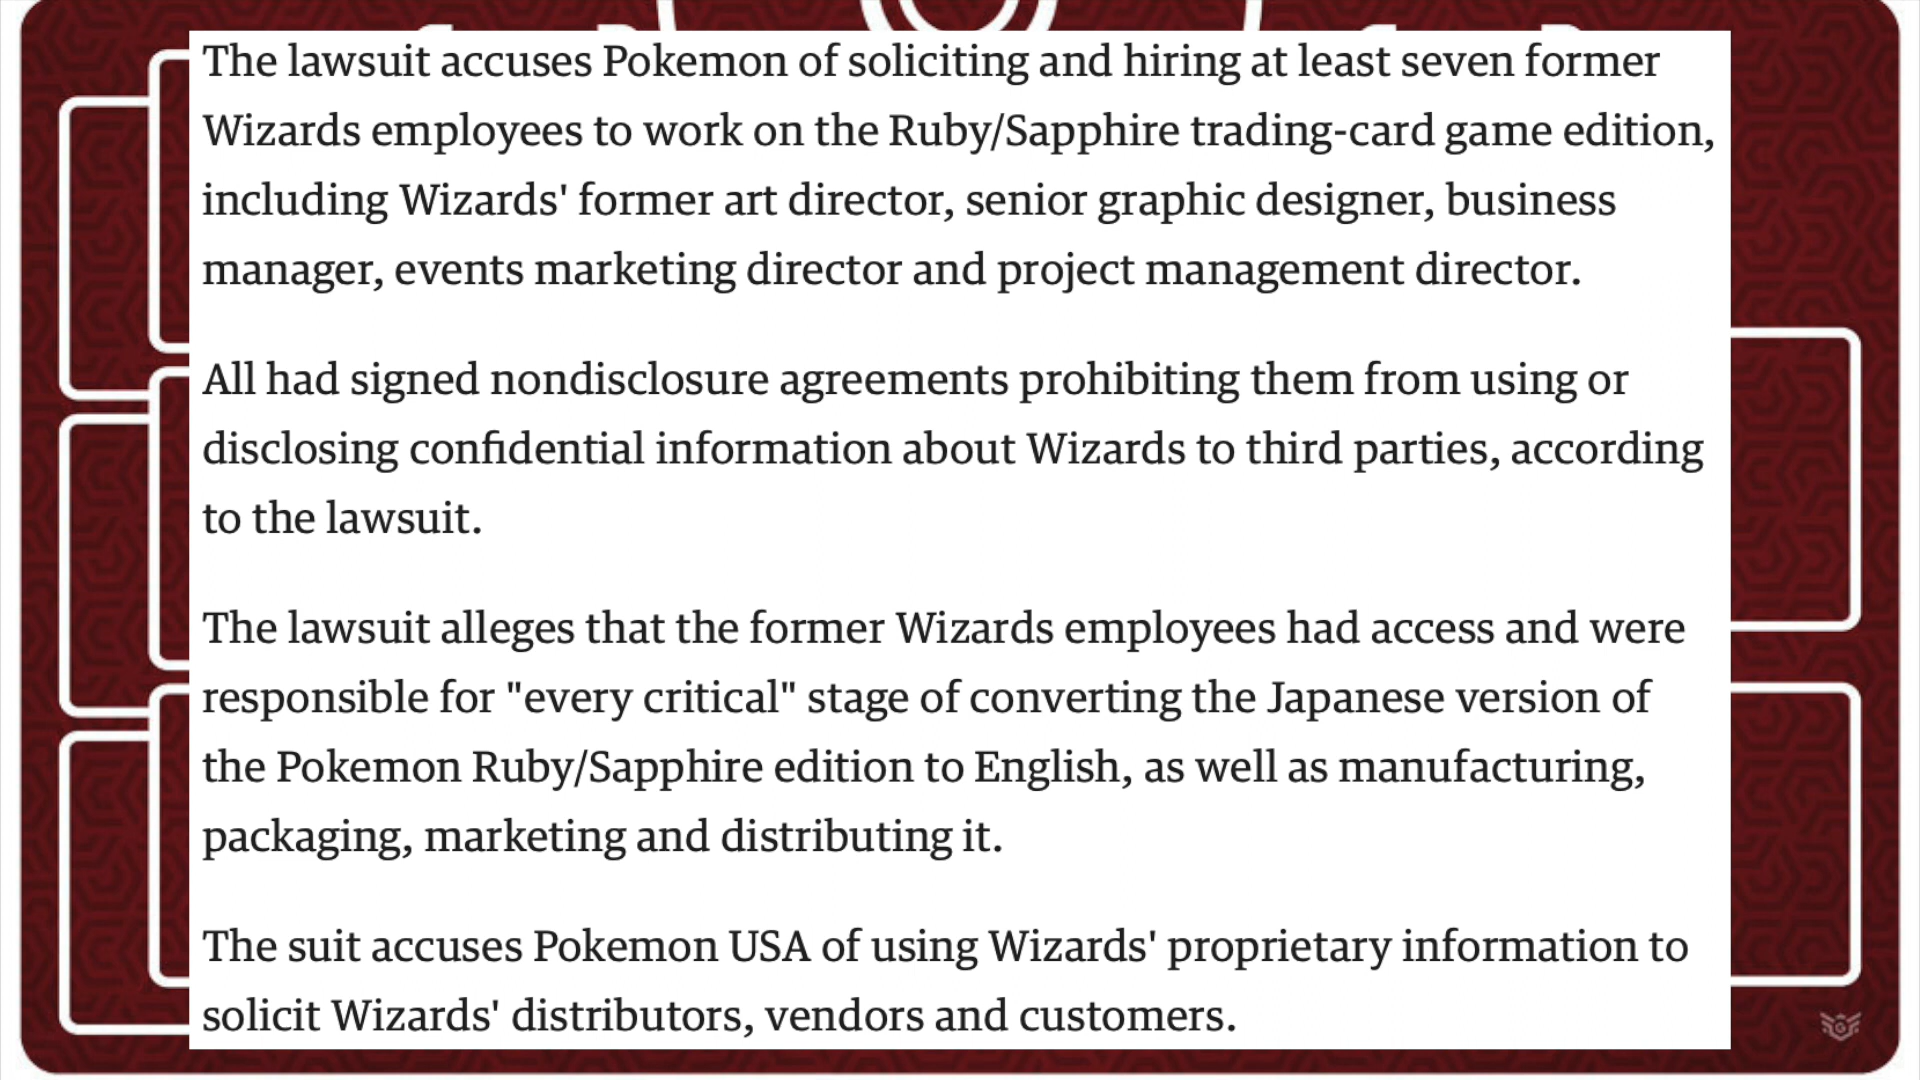 The lawsuit accuses Pokemon of soliciting and hiring at least seven former
Wizards employees to work on the Ruby/Sapphire trading-card game edition,
including Wizards' former art director, senior graphic designer, business
manager, events marketing director and project management director.
All had signed nondisclosure agreements prohibiting them from using or
disclosing confidential information about Wizards to third parties, according
to the lawsuit.
The lawsuit alleges that the former Wizards employees had access and were
responsible for "every critical" stage of converting the Japanese version of
the Pokemon Ruby/Sapphire edition to English, as well as manufacturing,
packaging, marketing and distributing it.
The suit accuses Pokemon USA of using Wizards' proprietary information to
solicit Wizards' distributors, vendors and customers.